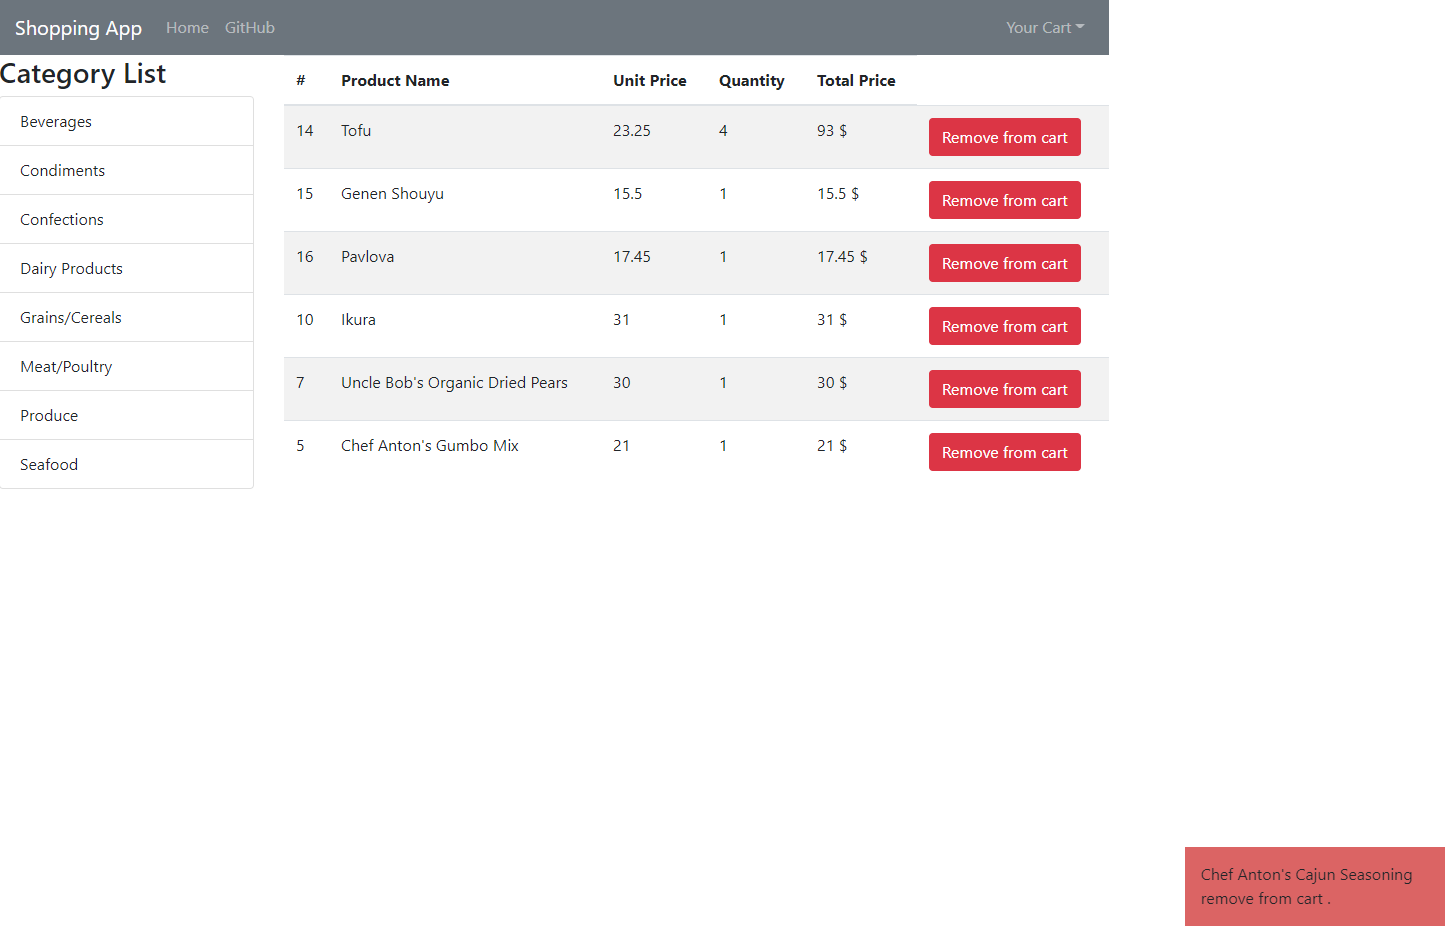 Shopping App Home GitHub Your Cart
Category List
Beverages
Condiments
Confections
Dairy Products
Grains/Cereals
Meat/Poultry
Produce
Seafood
# Product Name Unit Price Quantity Total Price
14 Tofu 23.25 4 93 $ Remove from cart
15 Genen Shouyu 15.5 1 15.5 $ Remove from cart
16 Pavlova 17.45 1 17.45 $ Remove from cart
10 Ikura 31 1 31 $ Remove from cart
7 Uncle Bob's Organic Dried Pears 30 1 30 $ Remove from cart
5 Chef Anton's Gumbo Mix 21 1 21 $ Remove from cart
Chef Anton's Cajun Seasoning
remove from cart .